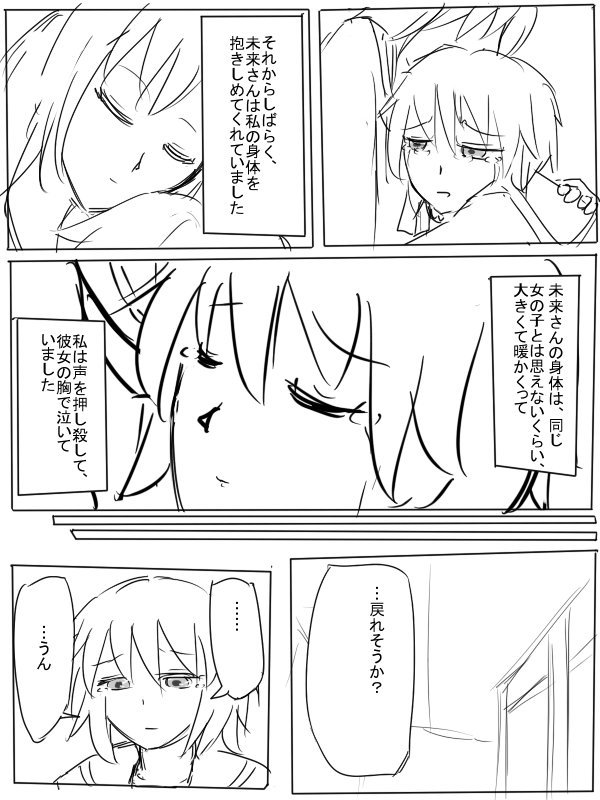 それからしばらく、
未来さんは私の身体を
抱きしめてくれていました
未来さんの身体は、同じ
女の子とは思えないくらい、
大きくて暖かくって
私は声を押し殺して、
彼女の胸で泣いて
いました
…戻れそうか？
……
…うん